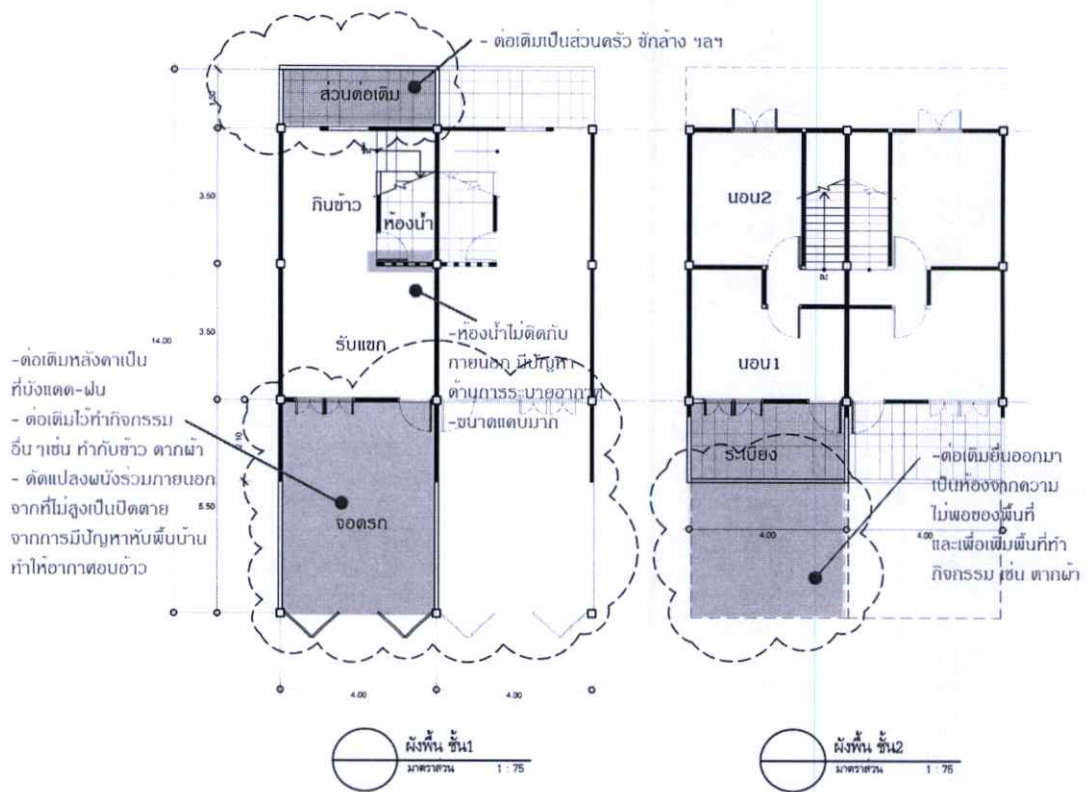 - ต่อเติมเป็นส่วนครัว ซักล้าง ฯลฯ
ส่วนต่อเติม
3.50
กินข้าว
ห้องน้ำ
3.50
14.00
รับแขก
-ห้องน้ำไม่ติดกับ
ภายนอก มีปัญหา
ด้านการระบายอากาศ
-ขนาดแคบมาก
-ต่อเติมหลังคาเป็น
ที่บังแดด-ฝน
- ต่อเติมไว้ทำกิจกรรม
อื่น ๆเช่น ทำกับข้าว ตากผ้า
- ดัดแปลงผนังร่วมภายนอก
จากที่ไม่สูงเป็นปิดตาย
จากการมีปัญหากับพื้นบ้าน
ทำให้อากาศอบอ้าว
5.50
จอดรถ
4.00
4.00
ผังพื้น ชั้น1
มาตราส่วน 1 : 75
นอน2
นอน1
ระเบียง
-ต่อเติมยื่นออกมา
เป็นห้องจากความ
ไม่พอของพื้นที่
และเพื่อเพิ่มพื้นที่ทำ
กิจกรรม เช่น ตากผ้า
4.00
4.00
ผังพื้น ชั้น2
มาตราส่วน 1 : 75